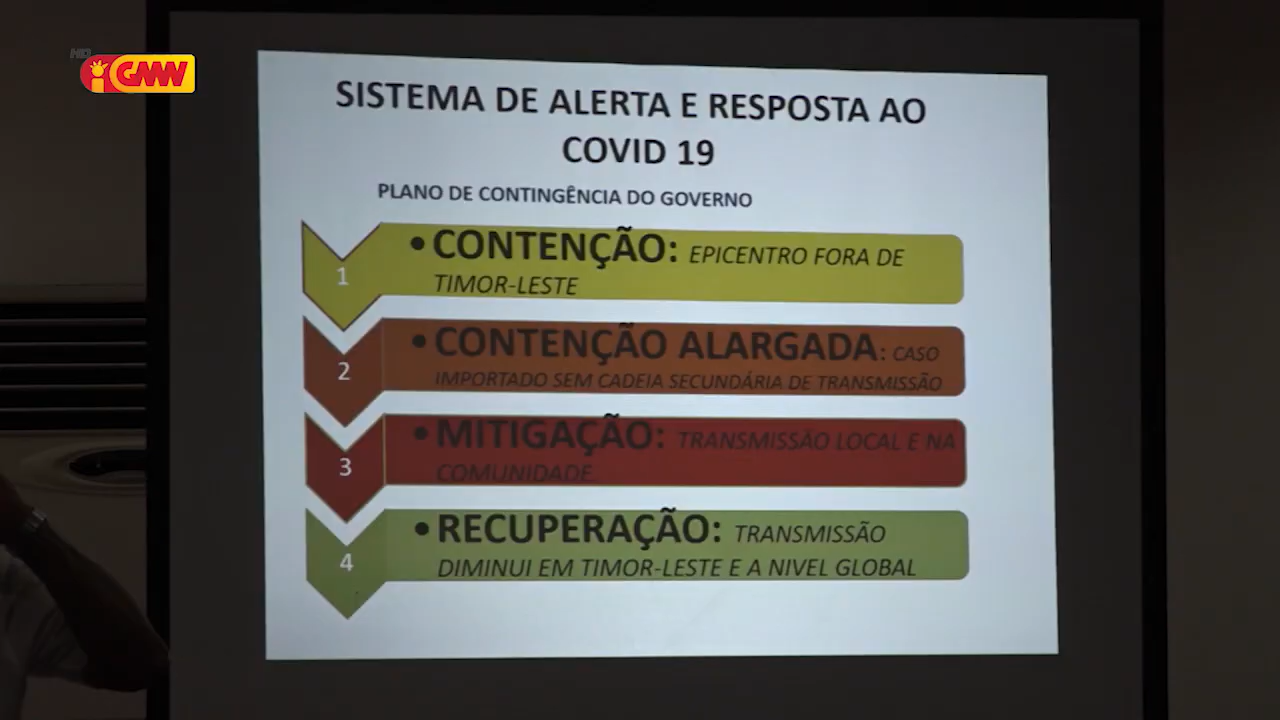 HD
GMN
SISTEMA DE ALERTA E RESPOSTA AO
COVID 19
PLANO DE CONTINGÊNCIA DO GOVERNO
1
• CONTENÇÃO: EPICENTRO FORA DE
TIMOR-LESTE
2
• CONTENÇÃO ALARGADA: CASO
IMPORTADO SEM CADEIA SECUNDÁRIA DE TRANSMISSÃO
3
• MITIGAÇÃO: TRANSMISSÃO LOCAL E NA
COMUNIDADE
4
• RECUPERAÇÃO: TRANSMISSÃO
DIMINUI EM TIMOR-LESTE E A NIVEL GLOBAL